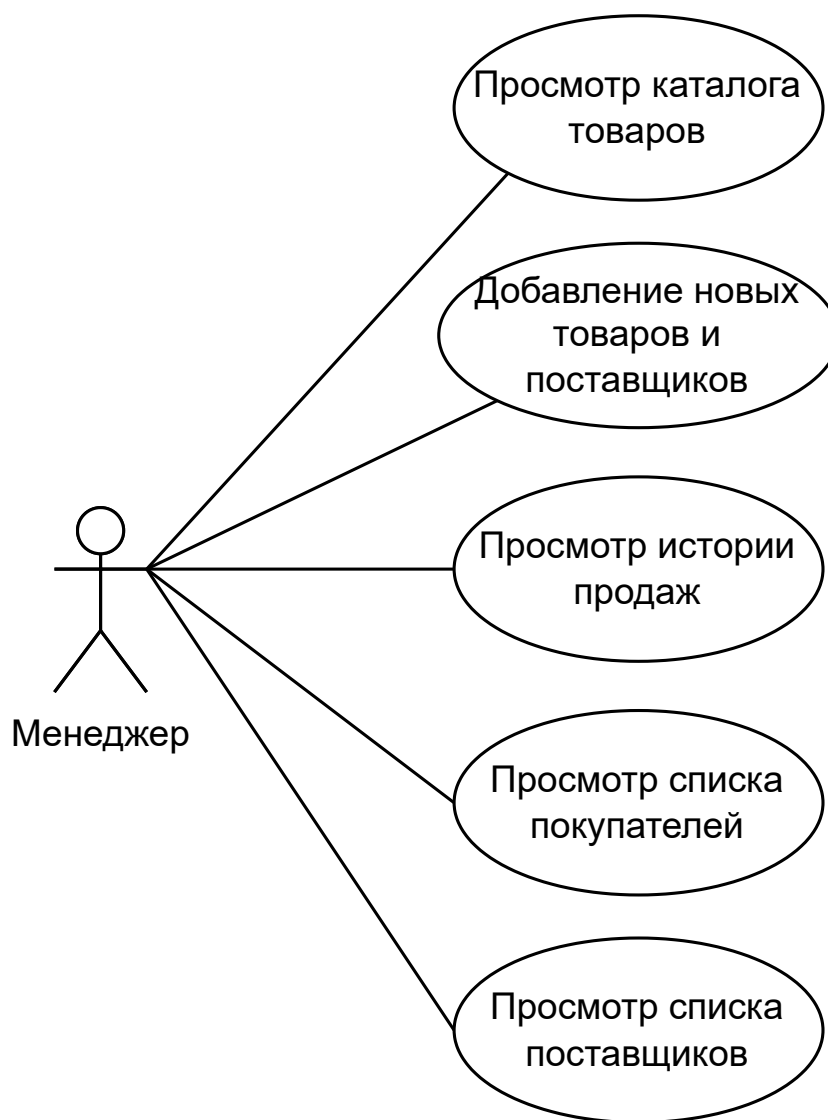 Просмотр каталога
товаров
Добавление новых
товаров и
поставщиков
Просмотр истории
продаж
Менеджер
Просмотр списка
покупателей
Просмотр списка
поставщиков